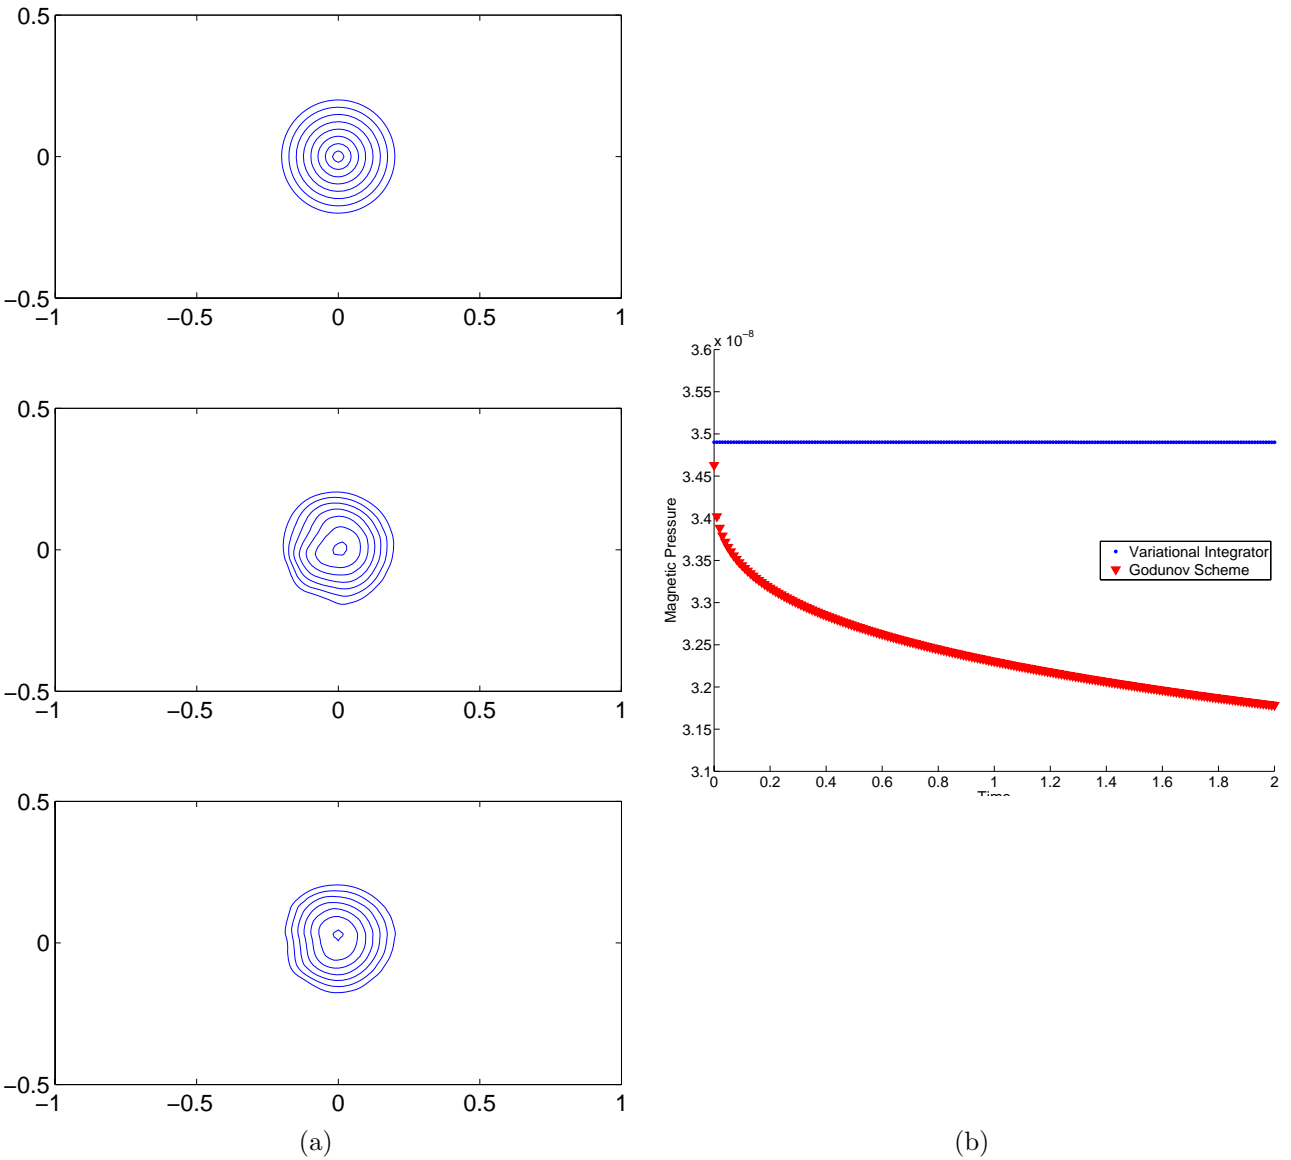 0.5
0
−0.5
−1 −0.5 0 0.5 1
0.5
0
−0.5
−1 −0.5 0 0.5 1
0.5
0
−0.5
−1 −0.5 0 0.5 1
(a)
x 10−8
3.6
3.55
3.5
3.45
3.4
3.35
3.3
3.25
3.2
3.15
3.1
Magnetic Pressure
0 0.2 0.4 0.6 0.8 1 1.2 1.4 1.6 1.8 2
Time
Variational Integrator
Godunov Scheme
(b)